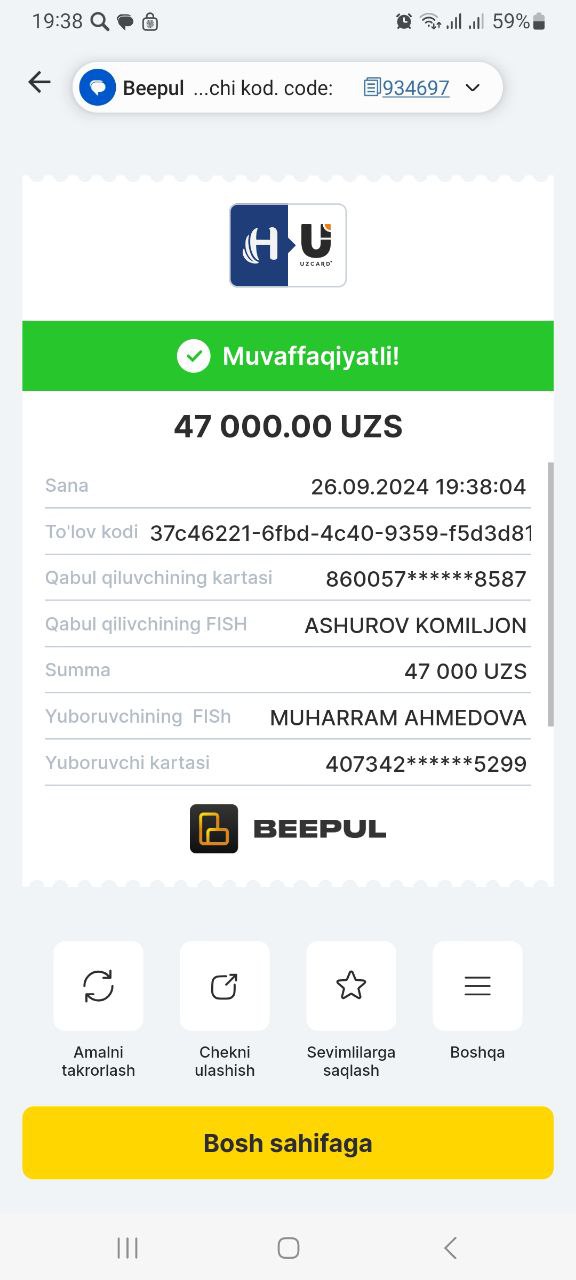 19:38 59%
Beepul ...chi kod. code: 934697
H U
UZCARD
Muvaffaqiyatli!
47 000.00 UZS
Sana 26.09.2024 19:38:04
To'lov kodi 37c46221-6fbd-4c40-9359-f5d3d81
Qabul qiluvchining kartasi 860057******8587
Qabul qilivchining FISH ASHUROV KOMILJON
Summa 47 000 UZS
Yuboruvchining FISh MUHARRAM AHMEDOVA
Yuboruvchi kartasi 407342******5299
BEEPUL
Amalni takrorlash
Chekni ulashish
Sevimlilarga saqlash
Boshqa
Bosh sahifaga